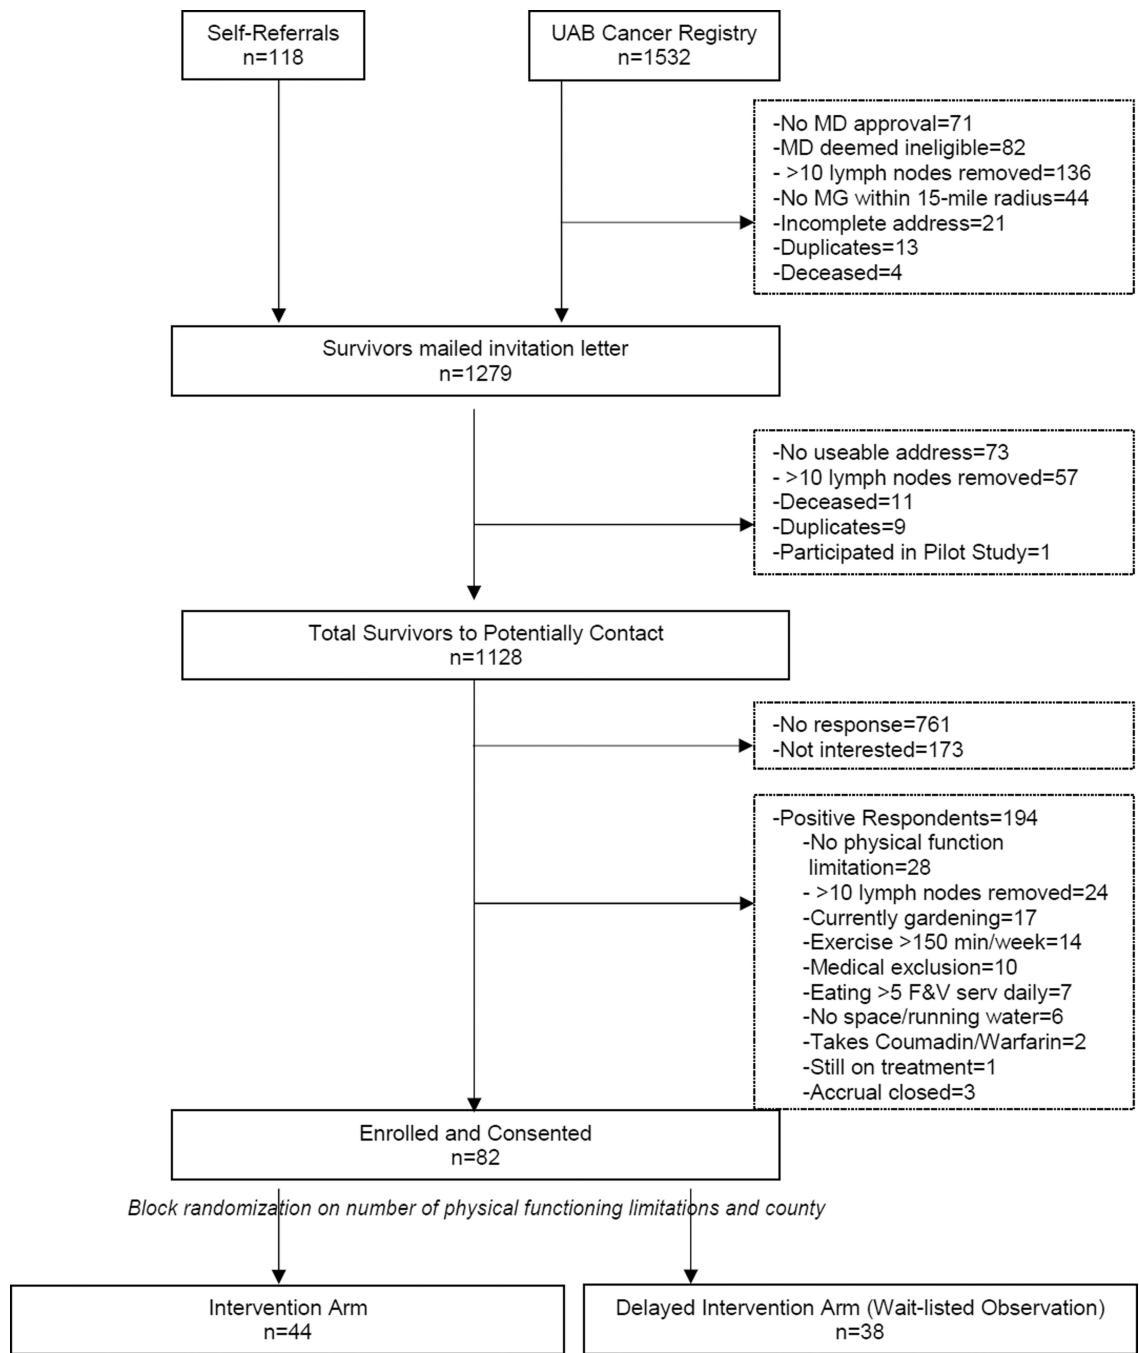 Self-Referrals
n=118
UAB Cancer Registry
n=1532
-No MD approval=71
-MD deemed ineligible=82
- >10 lymph nodes removed=136
-No MG within 15-mile radius=44
-Incomplete address=21
-Duplicates=13
-Deceased=4
Survivors mailed invitation letter
n=1279
-No useable address=73
- >10 lymph nodes removed=57
-Deceased=11
-Duplicates=9
-Participated in Pilot Study=1
Total Survivors to Potentially Contact
n=1128
-No response=761
-Not interested=173
-Positive Respondents=194
-No physical function
limitation=28
- >10 lymph nodes removed=24
-Currently gardening=17
-Exercise >150 min/week=14
-Medical exclusion=10
-Eating >5 F&V serv daily=7
-No space/running water=6
-Takes Coumadin/Warfarin=2
-Still on treatment=1
-Accrual closed=3
Enrolled and Consented
n=82
Block randomization on number of physical functioning limitations and county
Intervention Arm
n=44
Delayed Intervention Arm (Wait-listed Observation)
n=38